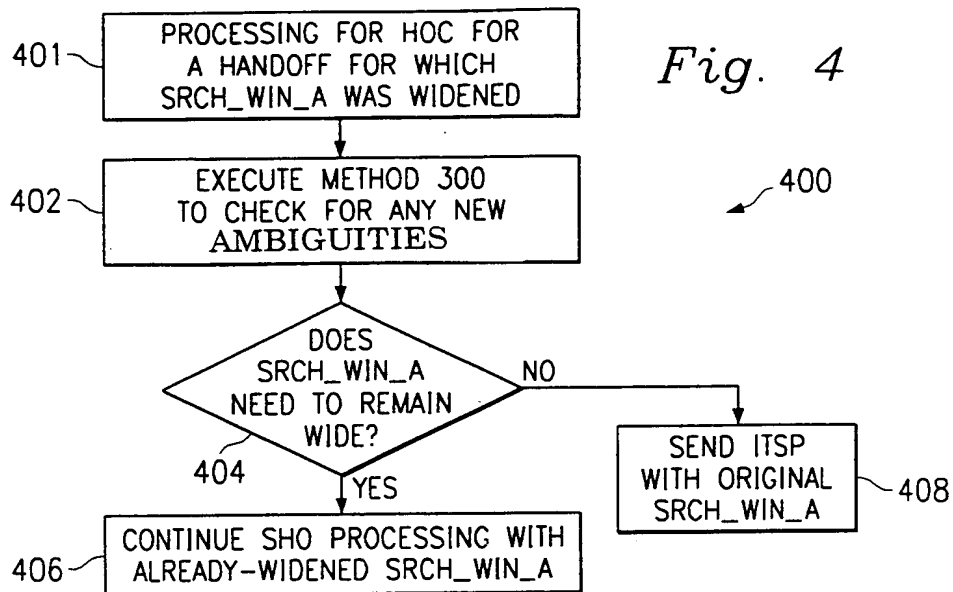 Fig. 4
401
PROCESSING FOR HOC FOR
A HANDOFF FOR WHICH
SRCH_WIN_A WAS WIDENED
400
402
EXECUTE METHOD 300
TO CHECK FOR ANY NEW
AMBIGUITIES
DOES
SRCH_WIN_A
NEED TO REMAIN
WIDE?
404
NO
YES
SEND ITSP
WITH ORIGINAL
SRCH_WIN_A
408
406
CONTINUE SHO PROCESSING WITH
ALREADY-WIDENED SRCH_WIN_A